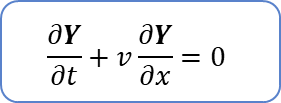 ∂Y/∂t + v ∂Y/∂x = 0